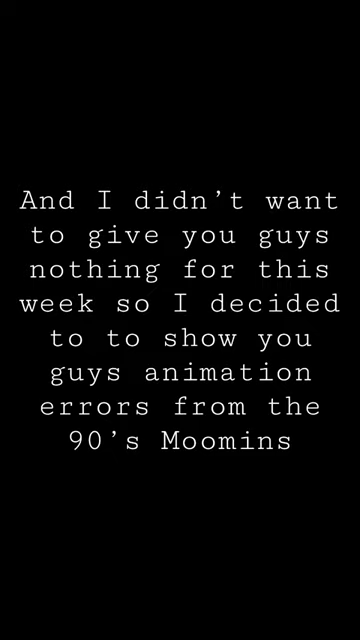 And I didn’t want
to give you guys
nothing for this
week so I decided
to to show you
guys animation
errors from the
90’s Moomins